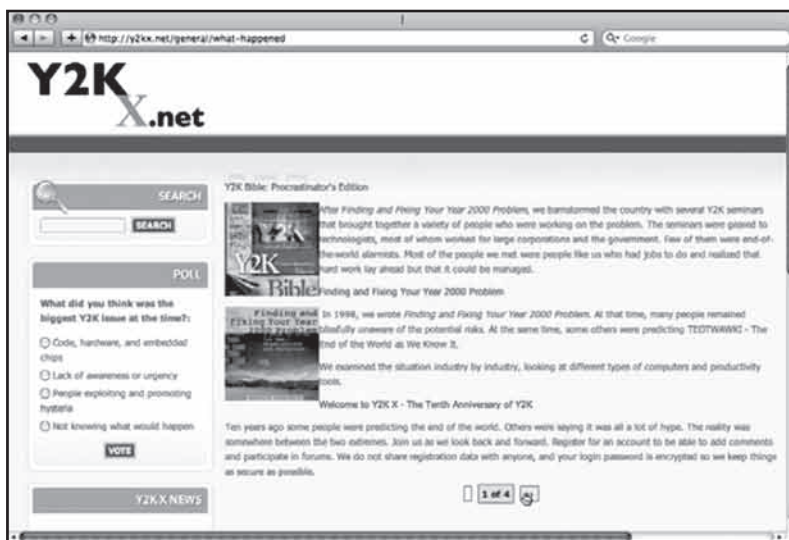 http://y2kx.net/general/what-happened
Google
Y2K
X.net
SEARCH
SEARCH
POLL
What did you think was the
biggest Y2K issue at the time?:
Code, hardware, and embedded
chips
Lack of awareness or urgency
People exploiting and promoting
hysteria
Not knowing what would happen
VOTE
Y2KX NEWS
Y2K Bible: Procrastinator's Edition
Y2K
Y2K
Bible
After Finding and Fixing Your Year 2000 Problem, we barnstormed the country with several Y2K seminars
that brought together a variety of people who were working on the problem. The seminars were geared to
technologists, most of whom worked for large corporations and the government. Few of them were end-of-
the-world alarmists. Most of the people we met were people like us who had jobs to do and realized that
hard work lay ahead but that it could be managed.
Finding and Fixing Your Year 2000 Problem
Finding and
Fixing Your Year
2000 Problem
In 1998, we wrote Finding and Fixing Your Year 2000 Problem. At that time, many people remained
blissfully unaware of the potential risks. At the same time, some others were predicting TEOTWAWKI - The
End of the World as We Know It.
We examined the situation industry by industry, looking at different types of computers and productivity
tools.
Welcome to Y2K X - The Tenth Anniversary of Y2K
Ten years ago some people were predicting the end of the world. Others were saying it was all a lot of hype. The reality was
somewhere between the two extremes. Join us as we look back and forward. Register for an account to be able to add comments
and participate in forums. We do not share registration data with anyone, and your login password is encrypted so we keep things
as secure as possible.
1 of 4